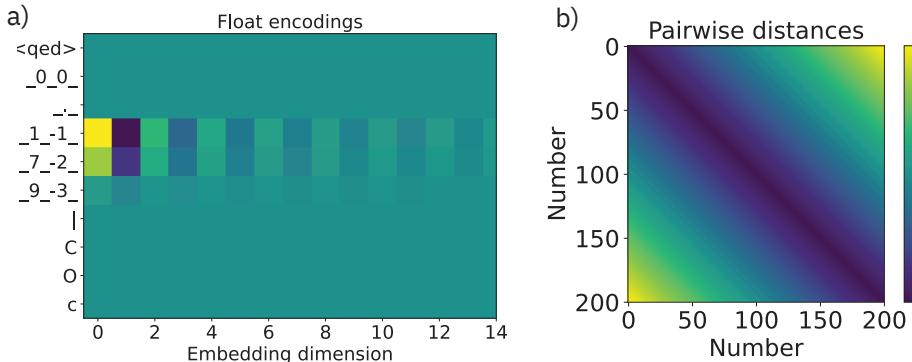 a)
Float encodings
<qed>
_0_0_
_._
_1_-1_
_7_-2_
_9_-3_
|
C
O
c
0 2 4 6 8 10 12 14
Embedding dimension
b)
Pairwise distances
0
50
100
150
200
Number
0 50 100 150 200
Number